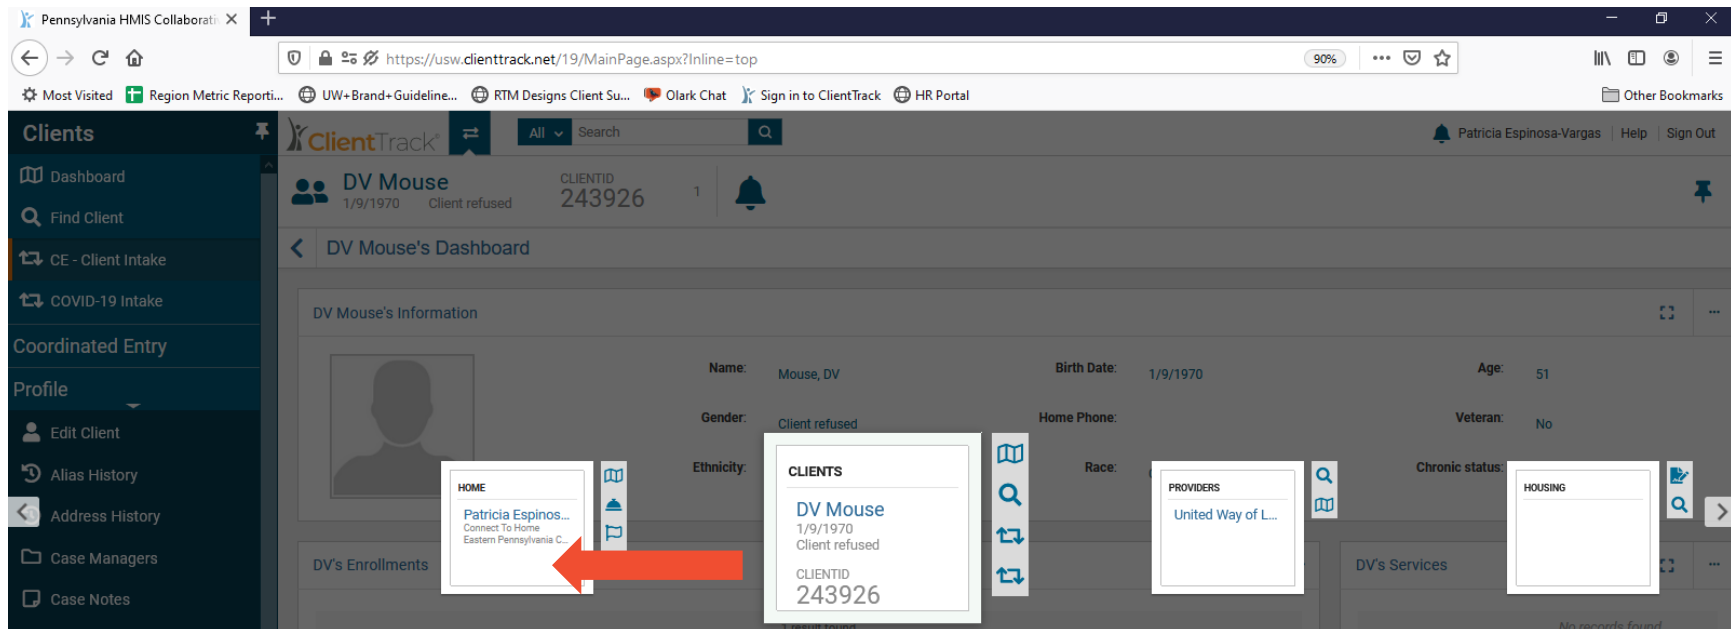 Pennsylvania HMIS Collaborati
https://usw.clienttrack.net/19/MainPage.aspx?Inline=top
90%
Most Visited
Region Metric Reporti...
UW+Brand+Guideline...
RTM Designs Client Su...
Olark Chat
Sign in to ClientTrack
HR Portal
Other Bookmarks
Clients
ClientTrack
All
Search
Patricia Espinosa-Vargas
Help
Sign Out
Dashboard
Find Client
CE - Client Intake
COVID-19 Intake
Coordinated Entry
Profile
Edit Client
Alias History
Address History
Case Managers
Case Notes
DV Mouse
1/9/1970
Client refused
CLIENTID
243926
1
DV Mouse's Dashboard
DV Mouse's Information
Name:
Mouse, DV
Birth Date:
1/9/1970
Age:
51
Gender:
Client refused
Home Phone:
Veteran:
No
Ethnicity:
Race:
Chronic status:
HOME
Patricia Espinos...
Connect To Home
Eastern Pennsylvania C...
CLIENTS
DV Mouse
1/9/1970
Client refused
CLIENTID
243926
PROVIDERS
United Way of L...
HOUSING
DV's Enrollments
DV's Services
1 result found
No records found